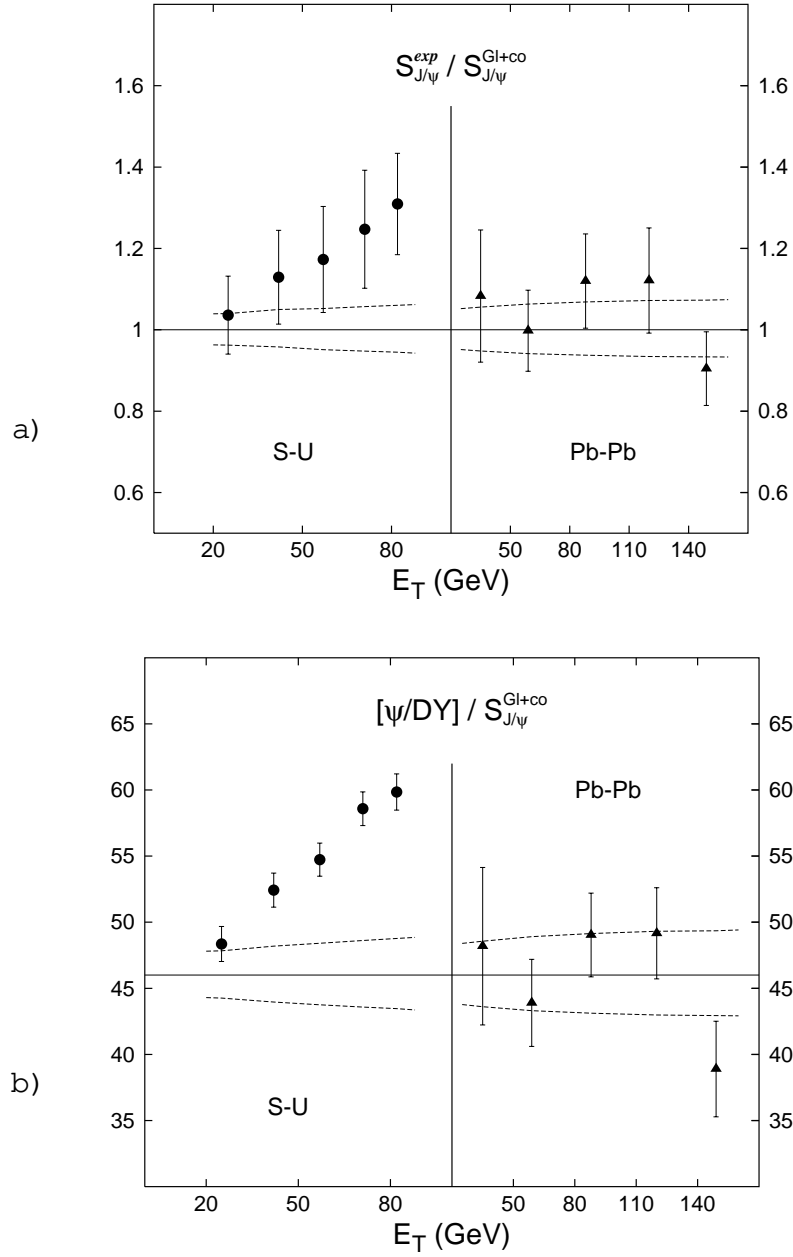 S^{exp}_{J/ψ} / S^{Gl+co}_{J/ψ}
1.6 1.6
1.4 1.4
1.2 1.2
1 1
0.8 0.8
0.6 0.6
a)
S-U Pb-Pb
20 50 80 50 80 110 140
E_T (GeV)
[ψ/DY] / S^{Gl+co}_{J/ψ}
65 65
60 60
55 55
50 50
45 45
40 40
35 35
Pb-Pb
b)
S-U
20 50 80 50 80 110 140
E_T (GeV)